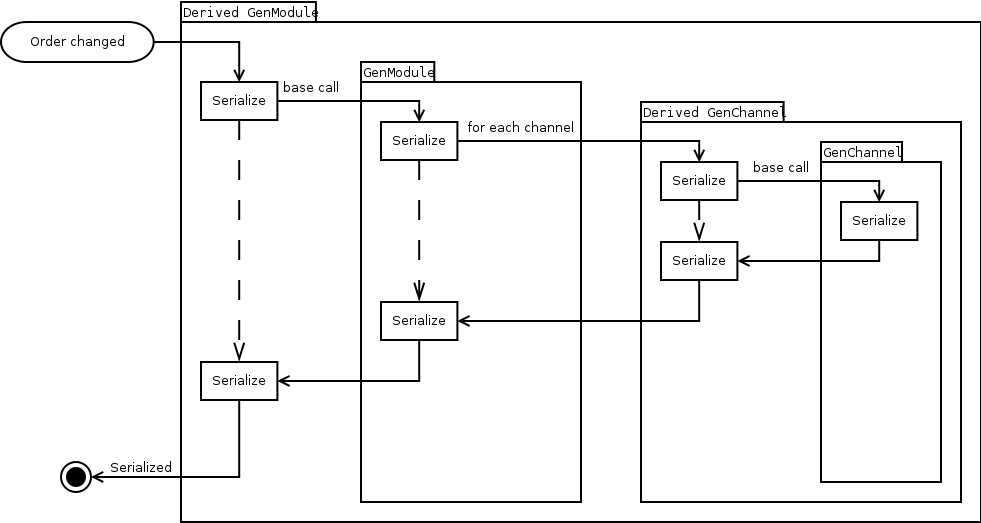 Derived GenModule
Order changed
GenModule
base call
Serialize
Derived GenChannel
for each channel
Serialize
GenChannel
base call
Serialize
Serialize
Serialize
Serialize
Serialize
Serialized